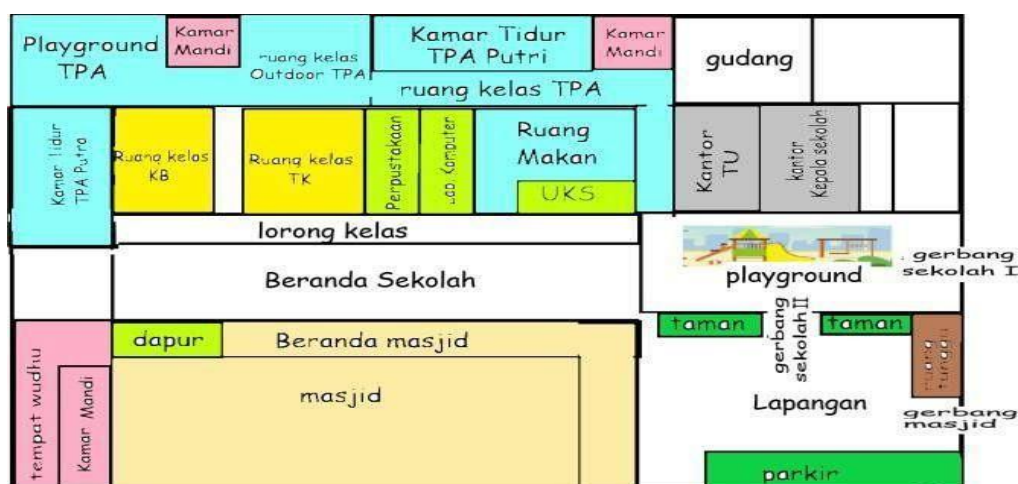 Playground
TPA
Kamar
Mandi
ruang kelas
Outdoor TPA
Kamar Tidur
TPA Putri
Kamar
Mandi
gudang
ruang kelas TPA
Kamar Tidur
TPA Putra
Ruang kelas
KB
Ruang kelas
TK
Perpustakaan
Lab. Komputer
Ruang
Makan
UKS
Kantor
TU
kantor
Kepala sekolah
lorong kelas
Beranda Sekolah
playground
gerbang
sekolah I
gerbang
sekolah II
taman
taman
ruang tunggu
tempat wudhu
Kamar Mandi
dapur
Beranda masjid
masjid
Lapangan
gerbang
masjid
parkir